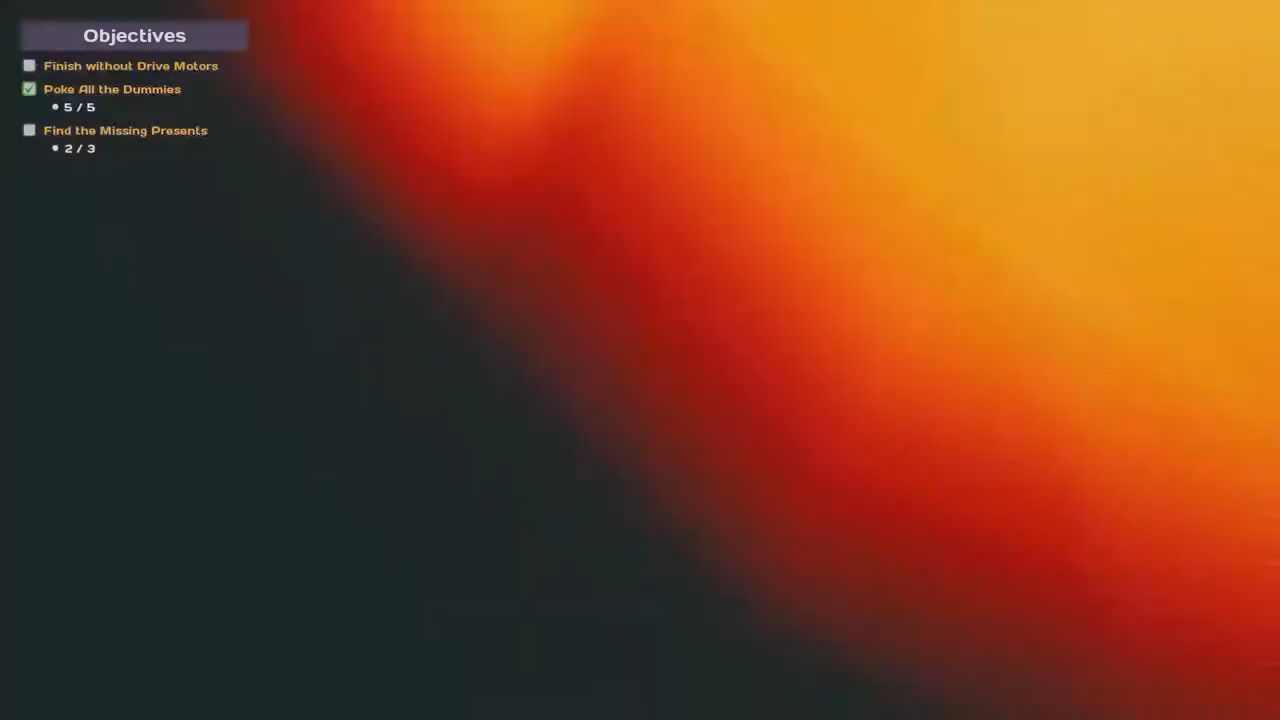 Objectives
Finish without Drive Motors
Poke All the Dummies
• 5 / 5
Find the Missing Presents
• 2 / 3